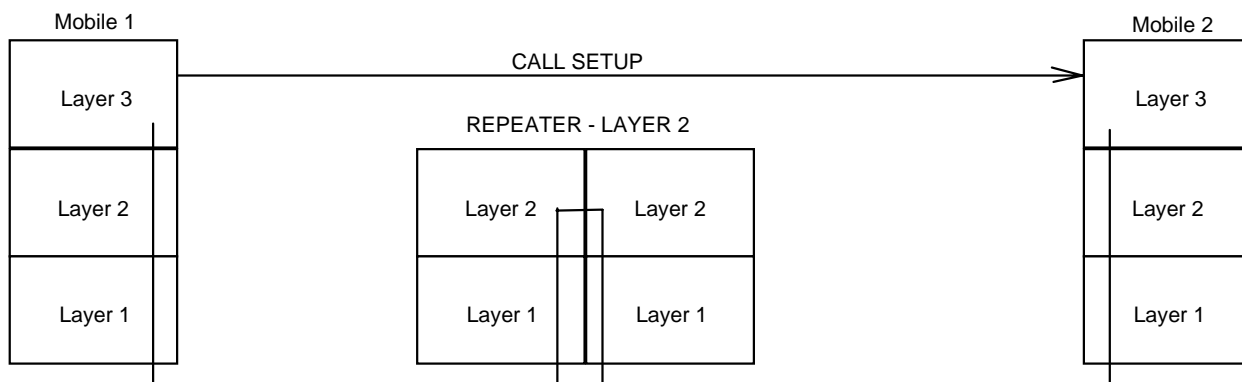 Mobile 1
Mobile 2
CALL SETUP
Layer 3
Layer 3
REPEATER - LAYER 2
Layer 2
Layer 2
Layer 2
Layer 2
Layer 1
Layer 1
Layer 1
Layer 1